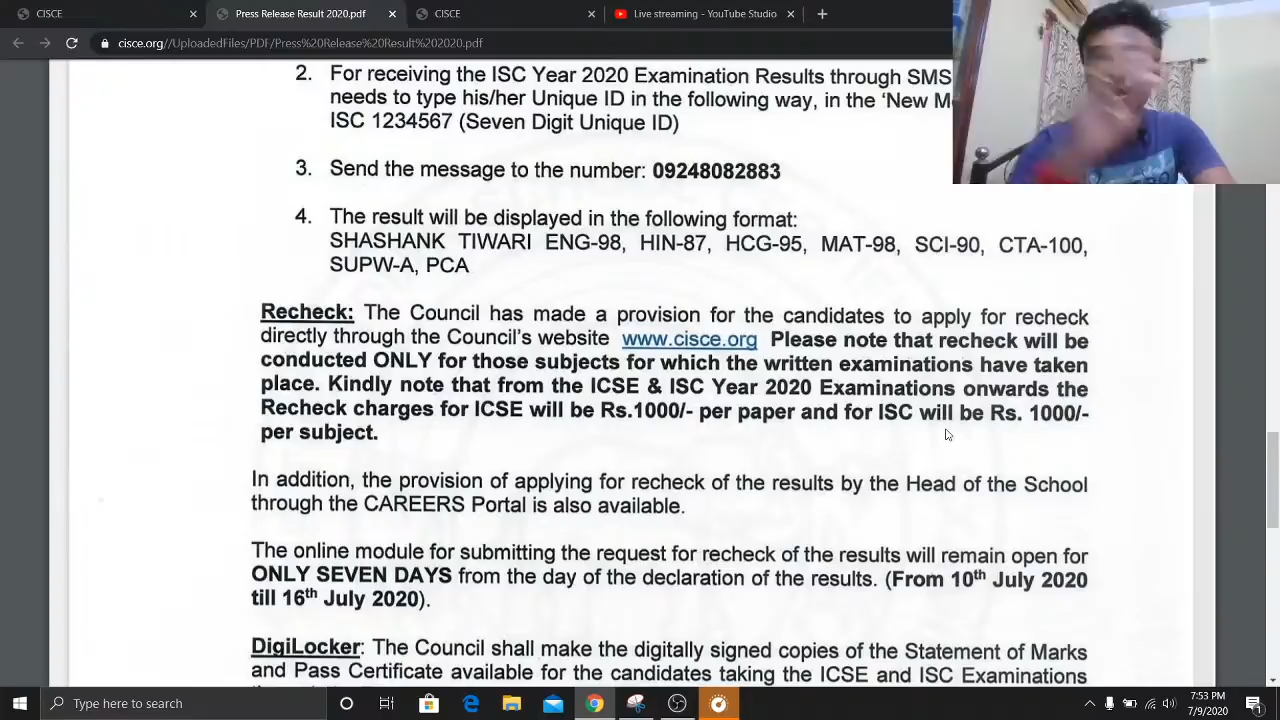 CISCE
Press Release Result 2020.pdf
CISCE
Live streaming - YouTube Studio
cisce.org/UploadedFiles/PDF/Press%20Release%20Result%202020.pdf
2. For receiving the ISC Year 2020 Examination Results through SMS
needs to type his/her Unique ID in the following way, in the ‘New M
ISC 1234567 (Seven Digit Unique ID)
3. Send the message to the number: 09248082883
4. The result will be displayed in the following format:
SHASHANK TIWARI ENG-98, HIN-87, HCG-95, MAT-98, SCI-90, CTA-100,
SUPW-A, PCA
Recheck: The Council has made a provision for the candidates to apply for recheck
directly through the Council's website www.cisce.org Please note that recheck will be
conducted ONLY for those subjects for which the written examinations have taken
place. Kindly note that from the ICSE & ISC Year 2020 Examinations onwards the
Recheck charges for ICSE will be Rs.1000/- per paper and for ISC will be Rs. 1000/-
per subject.
In addition, the provision of applying for recheck of the results by the Head of the School
through the CAREERS Portal is also available.
The online module for submitting the request for recheck of the results will remain open for
ONLY SEVEN DAYS from the day of the declaration of the results. (From 10th July 2020
till 16th July 2020).
DigiLocker: The Council shall make the digitally signed copies of the Statement of Marks
and Pass Certificate available for the candidates taking the ICSE and ISC Examinations
Type here to search
7:53 PM
7/9/2020